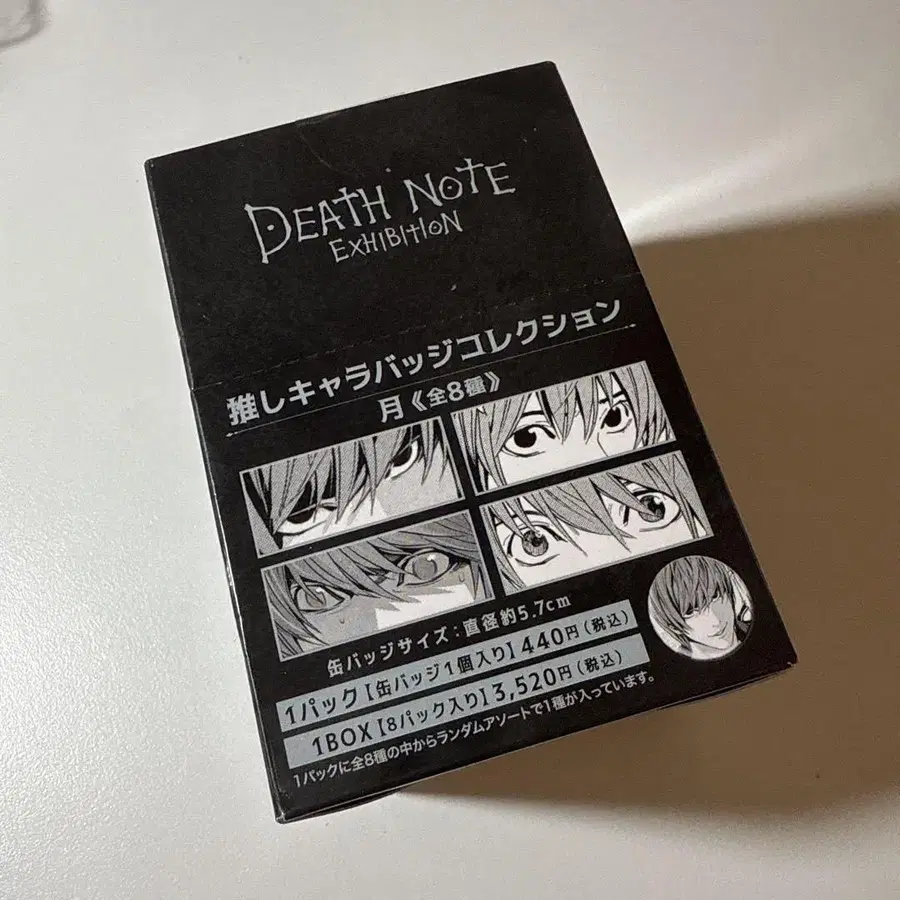 DEATH NOTE
EXHIBITION
推しキャラバッジコレクション
月《全8種》
缶バッジサイズ：直径約5.7cm
1パック【缶バッジ1個入り】440円（税込）
1BOX【8パック入り】3,520円（税込）
1パックに全8種の中からランダムアソートで1種が入っています。